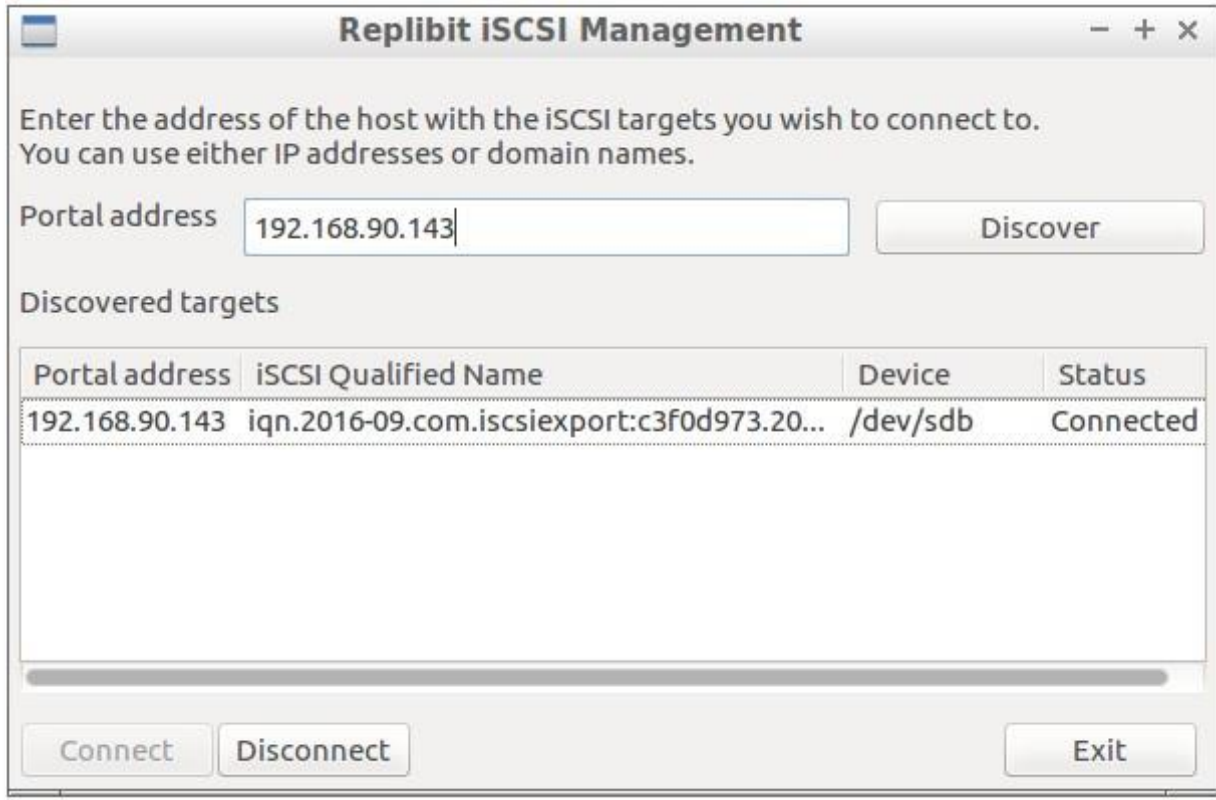 Replibit iSCSI Management
Enter the address of the host with the iSCSI targets you wish to connect to.
You can use either IP addresses or domain names.
Portal address 192.168.90.143 Discover
Discovered targets
Portal address iSCSI Qualified Name Device Status
192.168.90.143 iqn.2016-09.com.iscsiexport:c3f0d973.20... /dev/sdb Connected
Connect Disconnect Exit